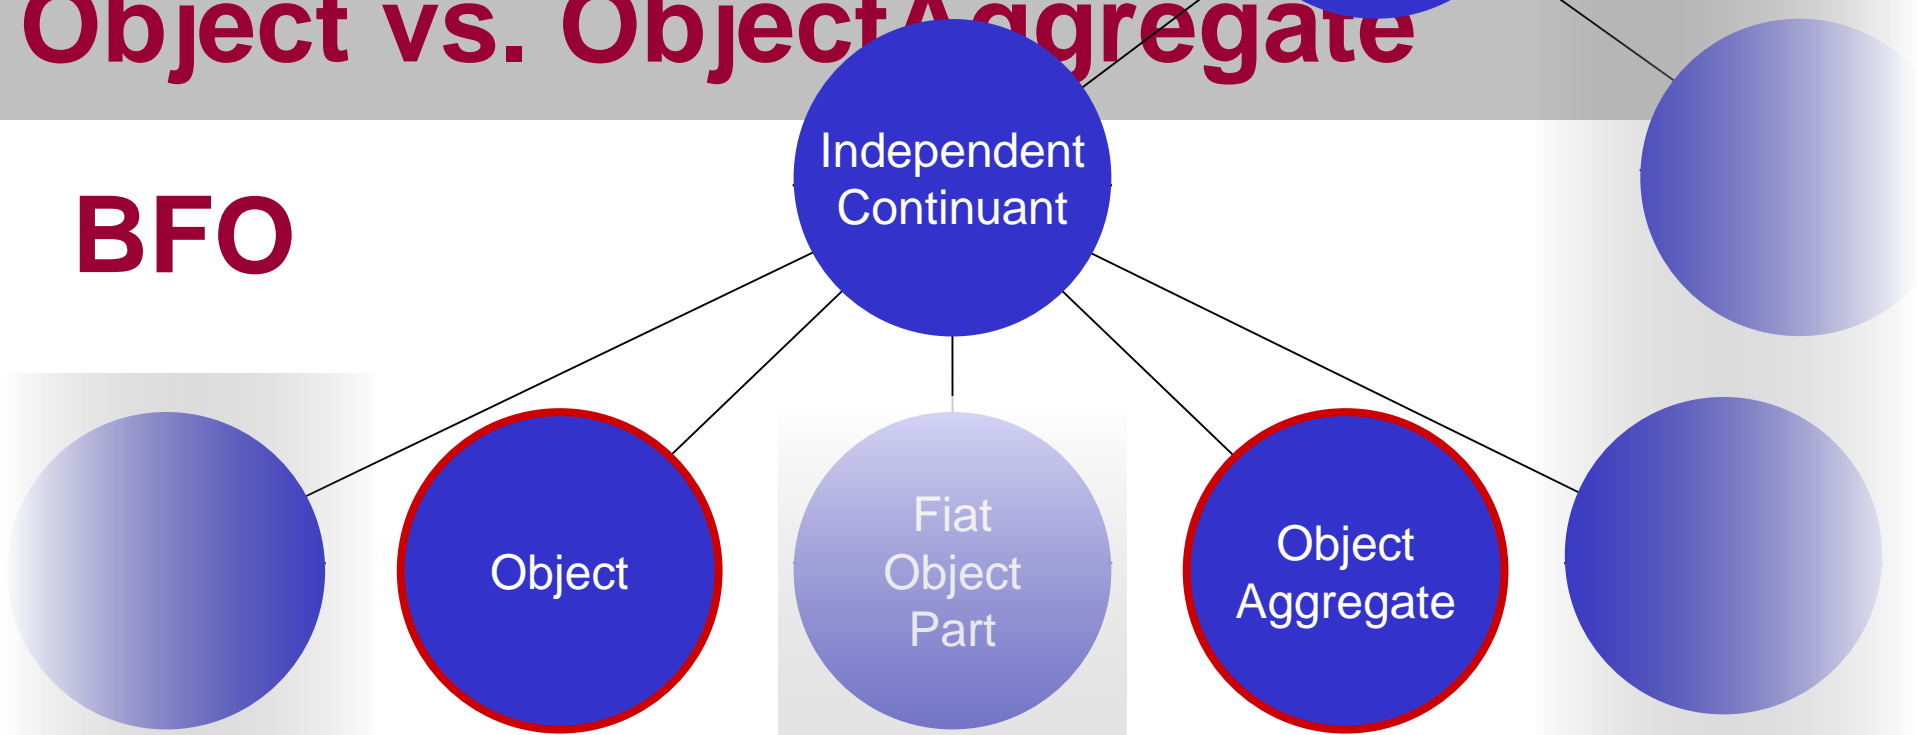 Object vs. ObjectAggregate
BFO
Independent
Continuant
Object
Fiat
Object
Part
Object
Aggregate